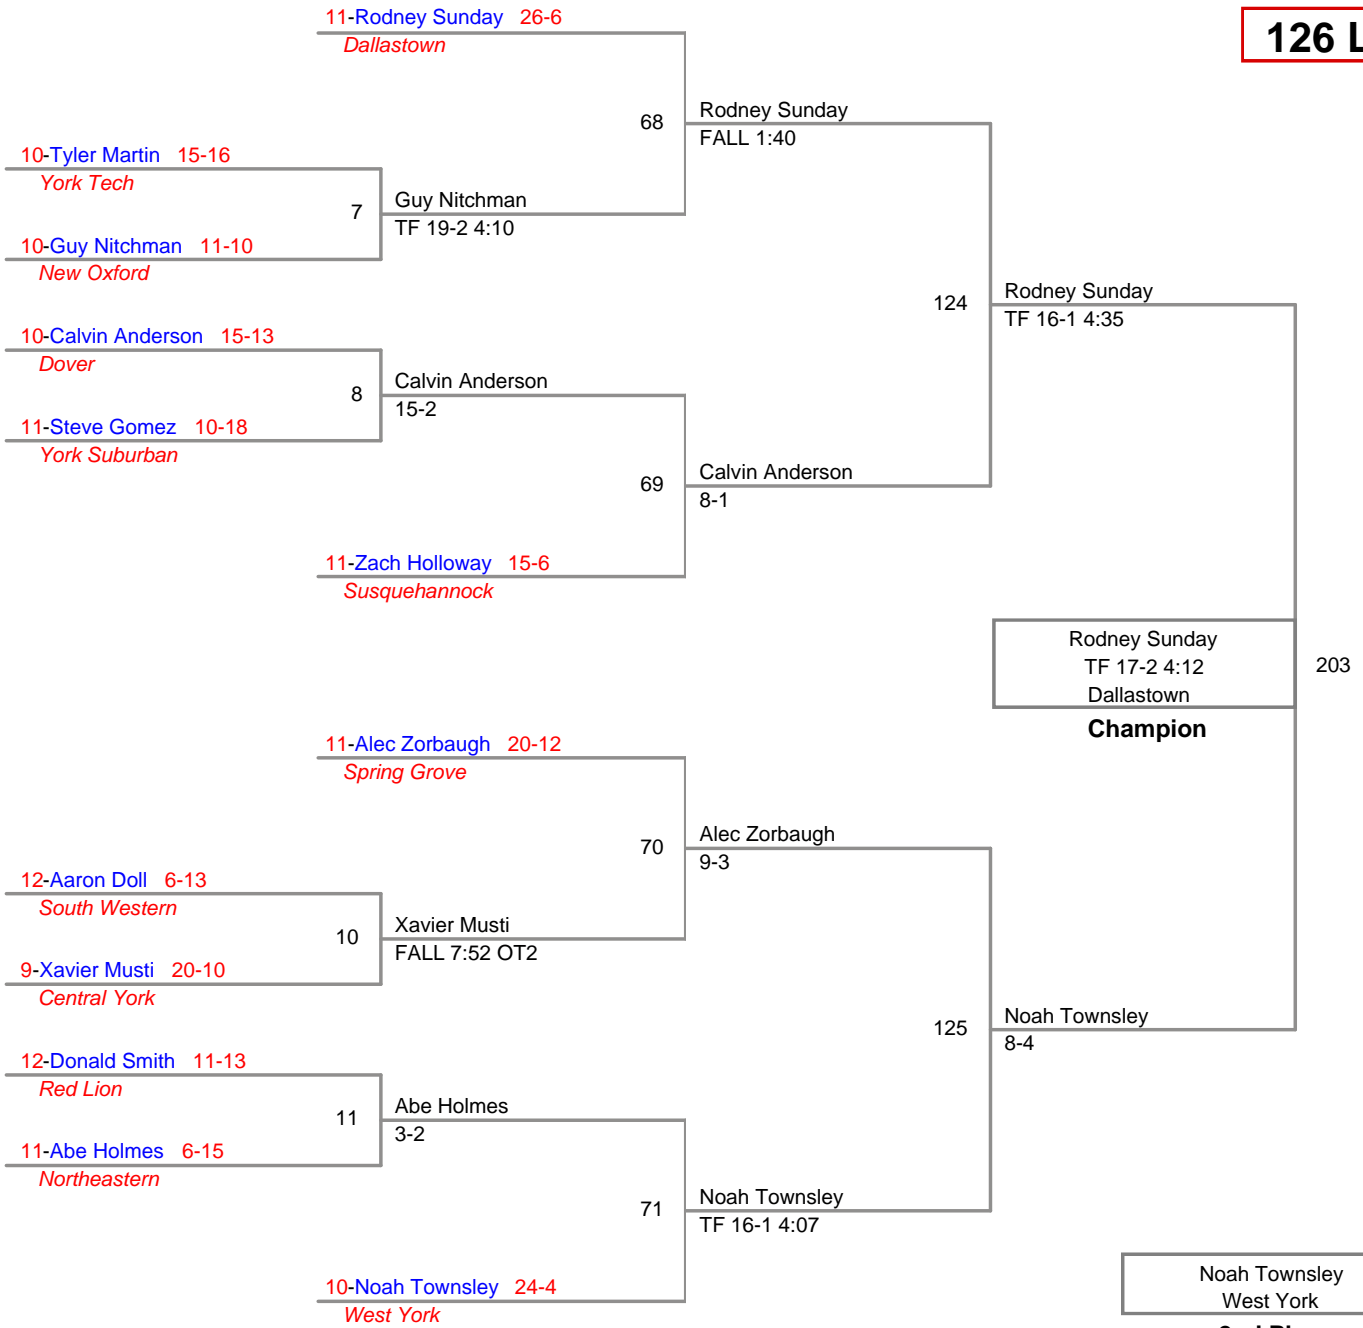 11-Rodney Sunday 26-6
Dallastown
126 L
68
Rodney Sunday
FALL 1:40
10-Tyler Martin 15-16
York Tech
7
Guy Nitchman
TF 19-2 4:10
10-Guy Nitchman 11-10
New Oxford
124
Rodney Sunday
TF 16-1 4:35
10-Calvin Anderson 15-13
Dover
8
Calvin Anderson
15-2
11-Steve Gomez 10-18
York Suburban
69
Calvin Anderson
8-1
11-Zach Holloway 15-6
Susquehannock
Rodney Sunday
TF 17-2 4:12
Dallastown
203
Champion
11-Alec Zorbaugh 20-12
Spring Grove
70
Alec Zorbaugh
9-3
12-Aaron Doll 6-13
South Western
10
Xavier Musti
FALL 7:52 OT2
9-Xavier Musti 20-10
Central York
125
Noah Townsley
8-4
12-Donald Smith 11-13
Red Lion
11
Abe Holmes
3-2
11-Abe Holmes 6-15
Northeastern
71
Noah Townsley
TF 16-1 4:07
10-Noah Townsley 24-4
West York
Noah Townsley
West York